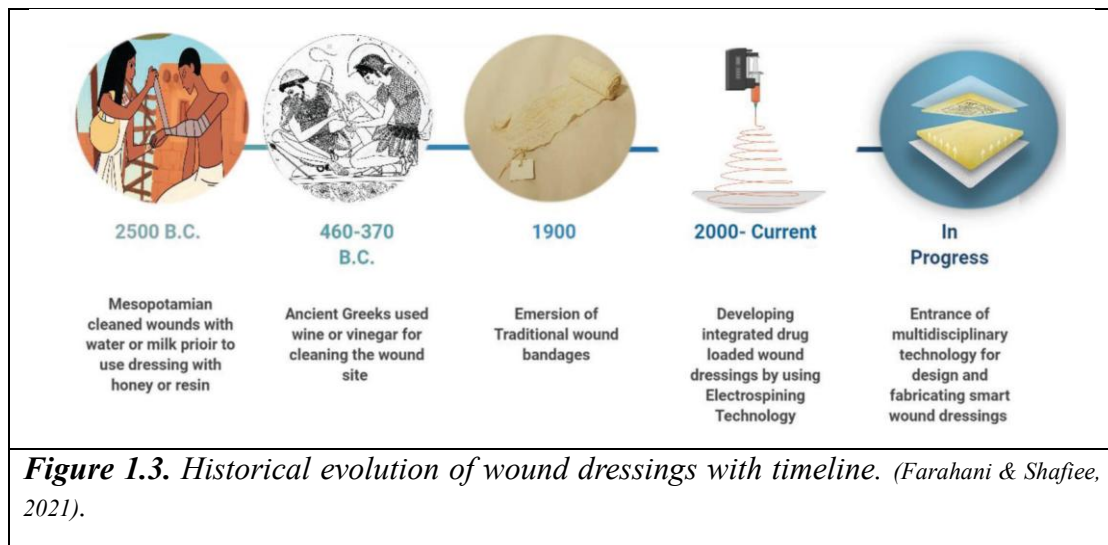 2500 B.C.
Mesopotamian
cleaned wounds with
water or milk prioir to
use dressing with
honey or resin
460-370
B.C.
Ancient Greeks used
wine or vinegar for
cleaning the wound
site
1900
Emersion of
Traditional wound
bandages
2000- Current
Developing
integrated drug
loaded wound
dressings by using
Electrospining
Technology
In
Progress
Entrance of
multidisciplinary
technology for
design and
fabricating smart
wound dressings
Figure 1.3. Historical evolution of wound dressings with timeline. (Farahani & Shafiee,
2021).